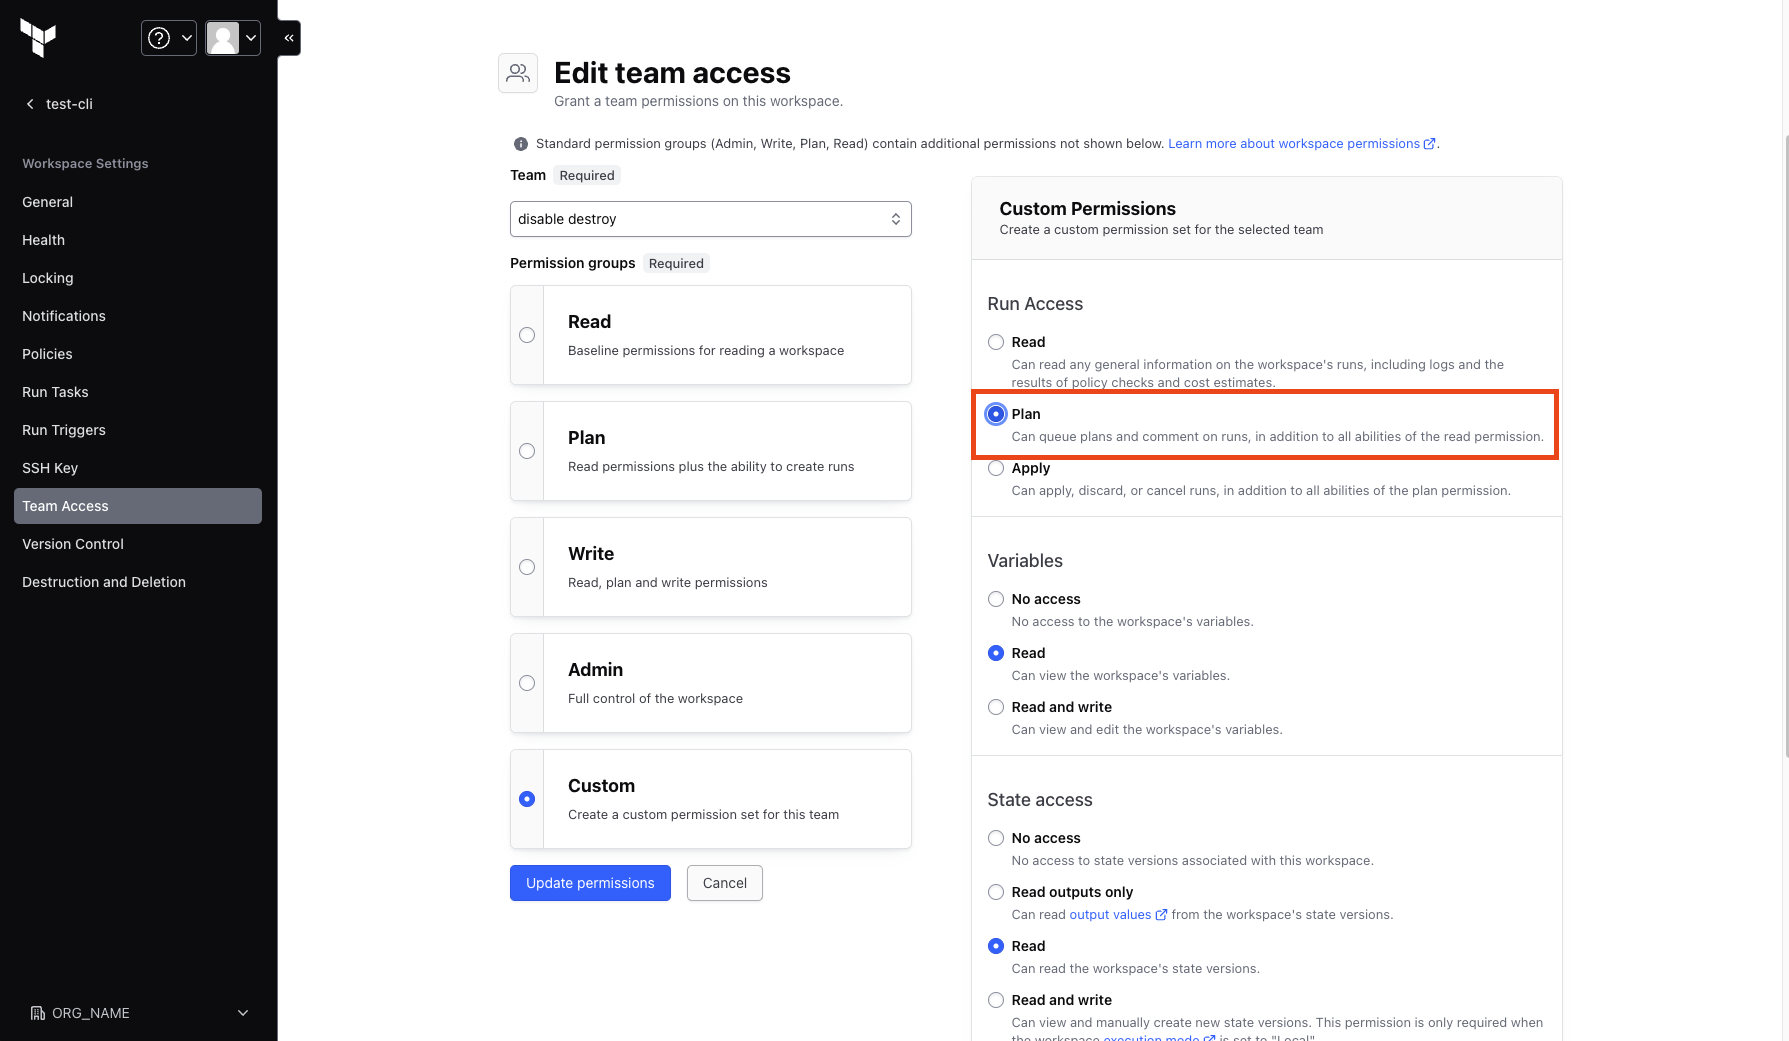 test-cli
Workspace Settings
General
Health
Locking
Notifications
Policies
Run Tasks
Run Triggers
SSH Key
Team Access
Version Control
Destruction and Deletion
ORG_NAME
Edit team access
Grant a team permissions on this workspace.
Standard permission groups (Admin, Write, Plan, Read) contain additional permissions not shown below. Learn more about workspace permissions.
Team Required
disable destroy
Permission groups Required
Read
Baseline permissions for reading a workspace
Plan
Read permissions plus the ability to create runs
Write
Read, plan and write permissions
Admin
Full control of the workspace
Custom
Create a custom permission set for this team
Update permissions Cancel
Custom Permissions
Create a custom permission set for the selected team
Run Access
Read
Can read any general information on the workspace's runs, including logs and the
results of policy checks and cost estimates.
Plan
Can queue plans and comment on runs, in addition to all abilities of the read permission.
Apply
Can apply, discard, or cancel runs, in addition to all abilities of the plan permission.
Variables
No access
No access to the workspace's variables.
Read
Can view the workspace's variables.
Read and write
Can view and edit the workspace's variables.
State access
No access
No access to state versions associated with this workspace.
Read outputs only
Can read output values from the workspace's state versions.
Read
Can read the workspace's state versions.
Read and write
Can view and manually create new state versions. This permission is only required when
the workspace execution mode is set to "Local"